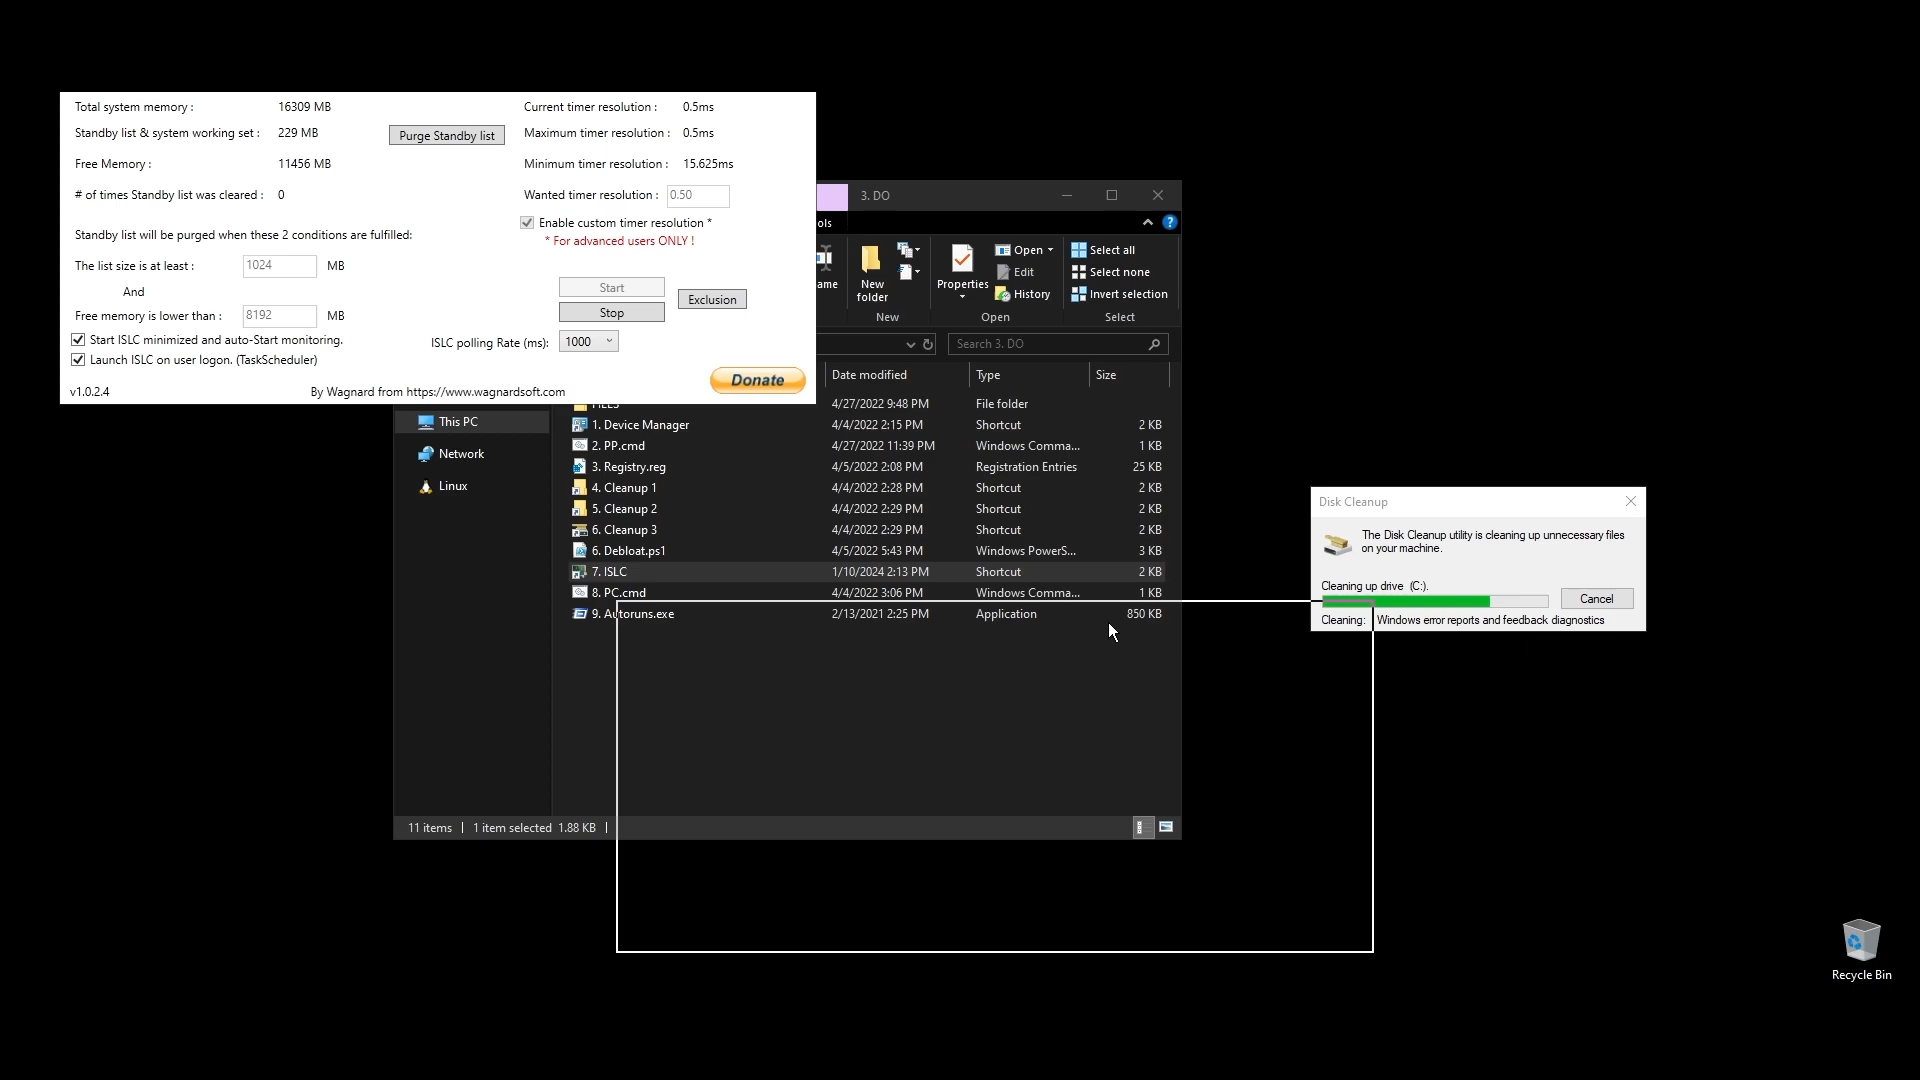 Total system memory : 16309 MB
Standby list & system working set : 229 MB
Purge Standby list
Free Memory : 11456 MB
# of times Standby list was cleared : 0
Standby list will be purged when these 2 conditions are fulfilled:
The list size is at least : 1024 MB
And
Free memory is lower than : 8192 MB
Start ISLC minimized and auto-Start monitoring.
Launch ISLC on user logon. (TaskScheduler)
v1.0.2.4
By Wagnard from https://www.wagnardsoft.com
Current timer resolution : 0.5ms
Maximum timer resolution : 0.5ms
Minimum timer resolution : 15.625ms
Wanted timer resolution : 0.50
Enable custom timer resolution *
* For advanced users ONLY !
Start
Stop
Exclusion
ISLC polling Rate (ms): 1000
Donate
3. DO
ols
ame
New folder
New
Properties
Open
Edit
History
Open
Select all
Select none
Invert selection
Select
Search 3. DO
Date modified Type Size
4/27/2022 9:48 PM File folder
1. Device Manager 4/4/2022 2:15 PM Shortcut 2 KB
2. PP.cmd 4/27/2022 11:39 PM Windows Comma... 1 KB
3. Registry.reg 4/5/2022 2:08 PM Registration Entries 25 KB
4. Cleanup 1 4/4/2022 2:28 PM Shortcut 2 KB
5. Cleanup 2 4/4/2022 2:29 PM Shortcut 2 KB
6. Cleanup 3 4/4/2022 2:29 PM Shortcut 2 KB
6. Debloat.ps1 4/5/2022 5:43 PM Windows PowerS... 3 KB
7. ISLC 1/10/2024 2:13 PM Shortcut 2 KB
8. PC.cmd 4/4/2022 3:06 PM Windows Comma... 1 KB
9. Autoruns.exe 2/13/2021 2:25 PM Application 850 KB
This PC
Network
Linux
11 items
1 item selected 1.88 KB
Disk Cleanup
The Disk Cleanup utility is cleaning up unnecessary files
on your machine.
Cleaning up drive (C:).
Cancel
Cleaning: Windows error reports and feedback diagnostics
Recycle Bin